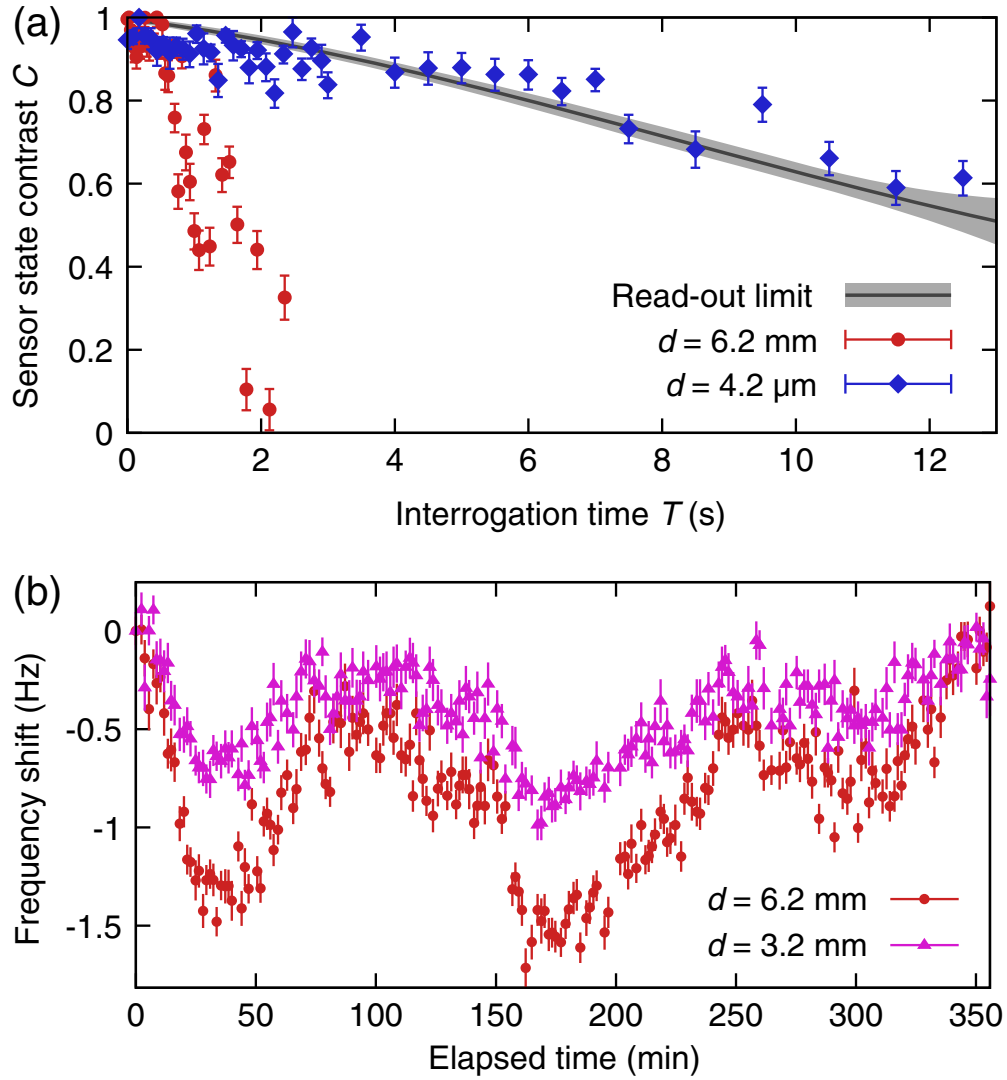 (a)
Sensor state contrast C
1
0.8
0.6
0.4
0.2
0
Read-out limit
d = 6.2 mm
d = 4.2 μm
0 2 4 6 8 10 12
Interrogation time T (s)
(b)
Frequency shift (Hz)
0
-0.5
-1
-1.5
d = 6.2 mm
d = 3.2 mm
0 50 100 150 200 250 300 350
Elapsed time (min)